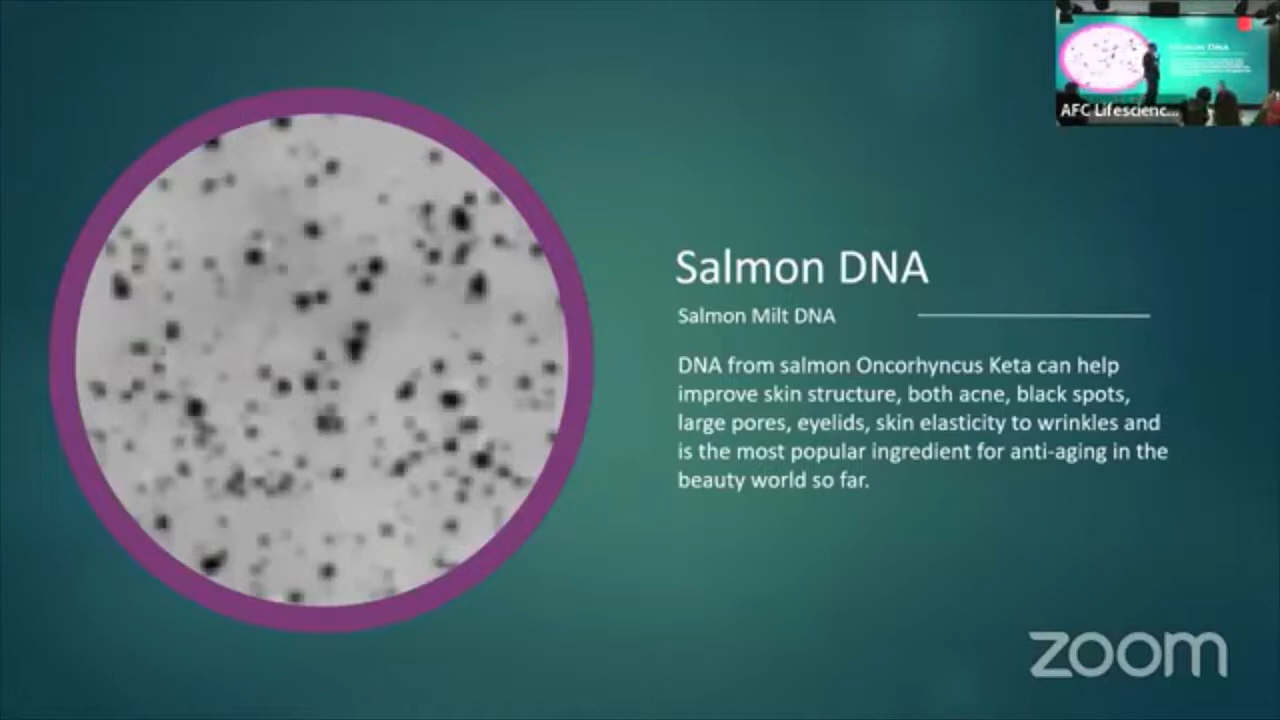 AFC Lifescienc...
Salmon DNA
Salmon Milt DNA
DNA from salmon Oncorhyncus Keta can help
improve skin structure, both acne, black spots,
large pores, eyelids, skin elasticity to wrinkles and
is the most popular ingredient for anti-aging in the
beauty world so far.
zoom